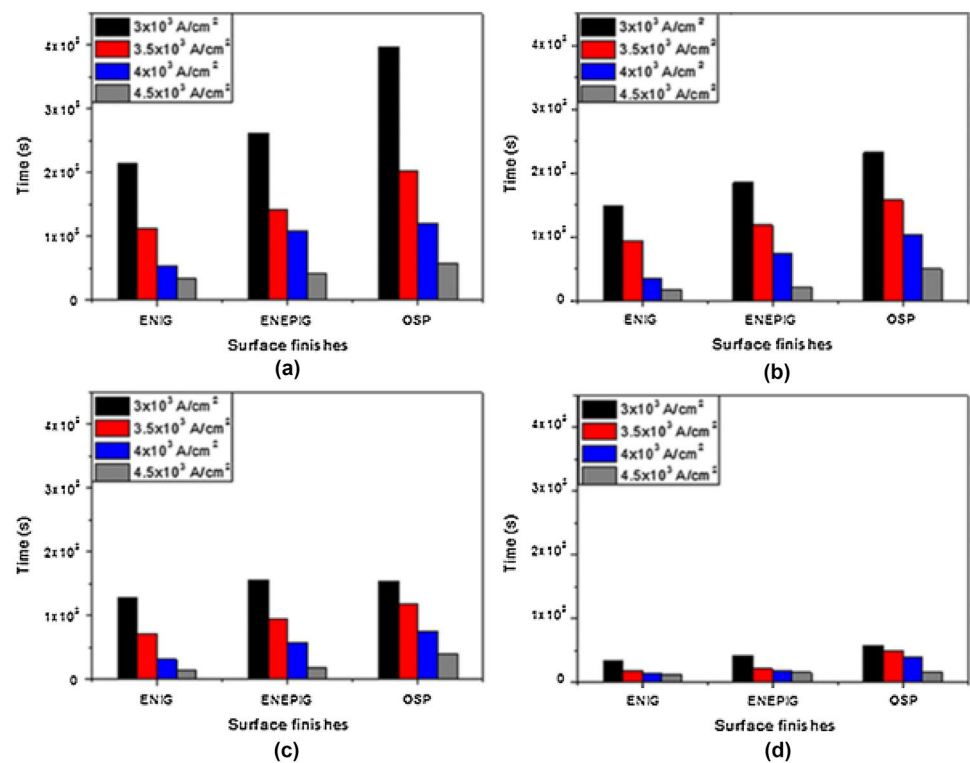 3x10³ A/cm²
3.5x10³ A/cm²
4x10³ A/cm²
4.5x10³ A/cm²
4x10⁵
3x10⁵
2x10⁵
1x10⁵
0
Time (s)
ENIG ENEPIG OSP
Surface finishes
(a)
3x10³ A/cm²
3.5x10³ A/cm²
4x10³ A/cm²
4.5x10³ A/cm²
4x10⁵
3x10⁵
2x10⁵
1x10⁵
0
Time (s)
ENIG ENEPIG OSP
Surface finishes
(b)
3x10³ A/cm²
3.5x10³ A/cm²
4x10³ A/cm²
4.5x10³ A/cm²
4x10⁵
3x10⁵
2x10⁵
1x10⁵
0
Time (s)
ENIG ENEPIG OSP
Surface finishes
(c)
3x10³ A/cm²
3.5x10³ A/cm²
4x10³ A/cm²
4.5x10³ A/cm²
4x10⁵
3x10⁵
2x10⁵
1x10⁵
0
Time (s)
ENIG ENEPIG OSP
Surface finishes
(d)